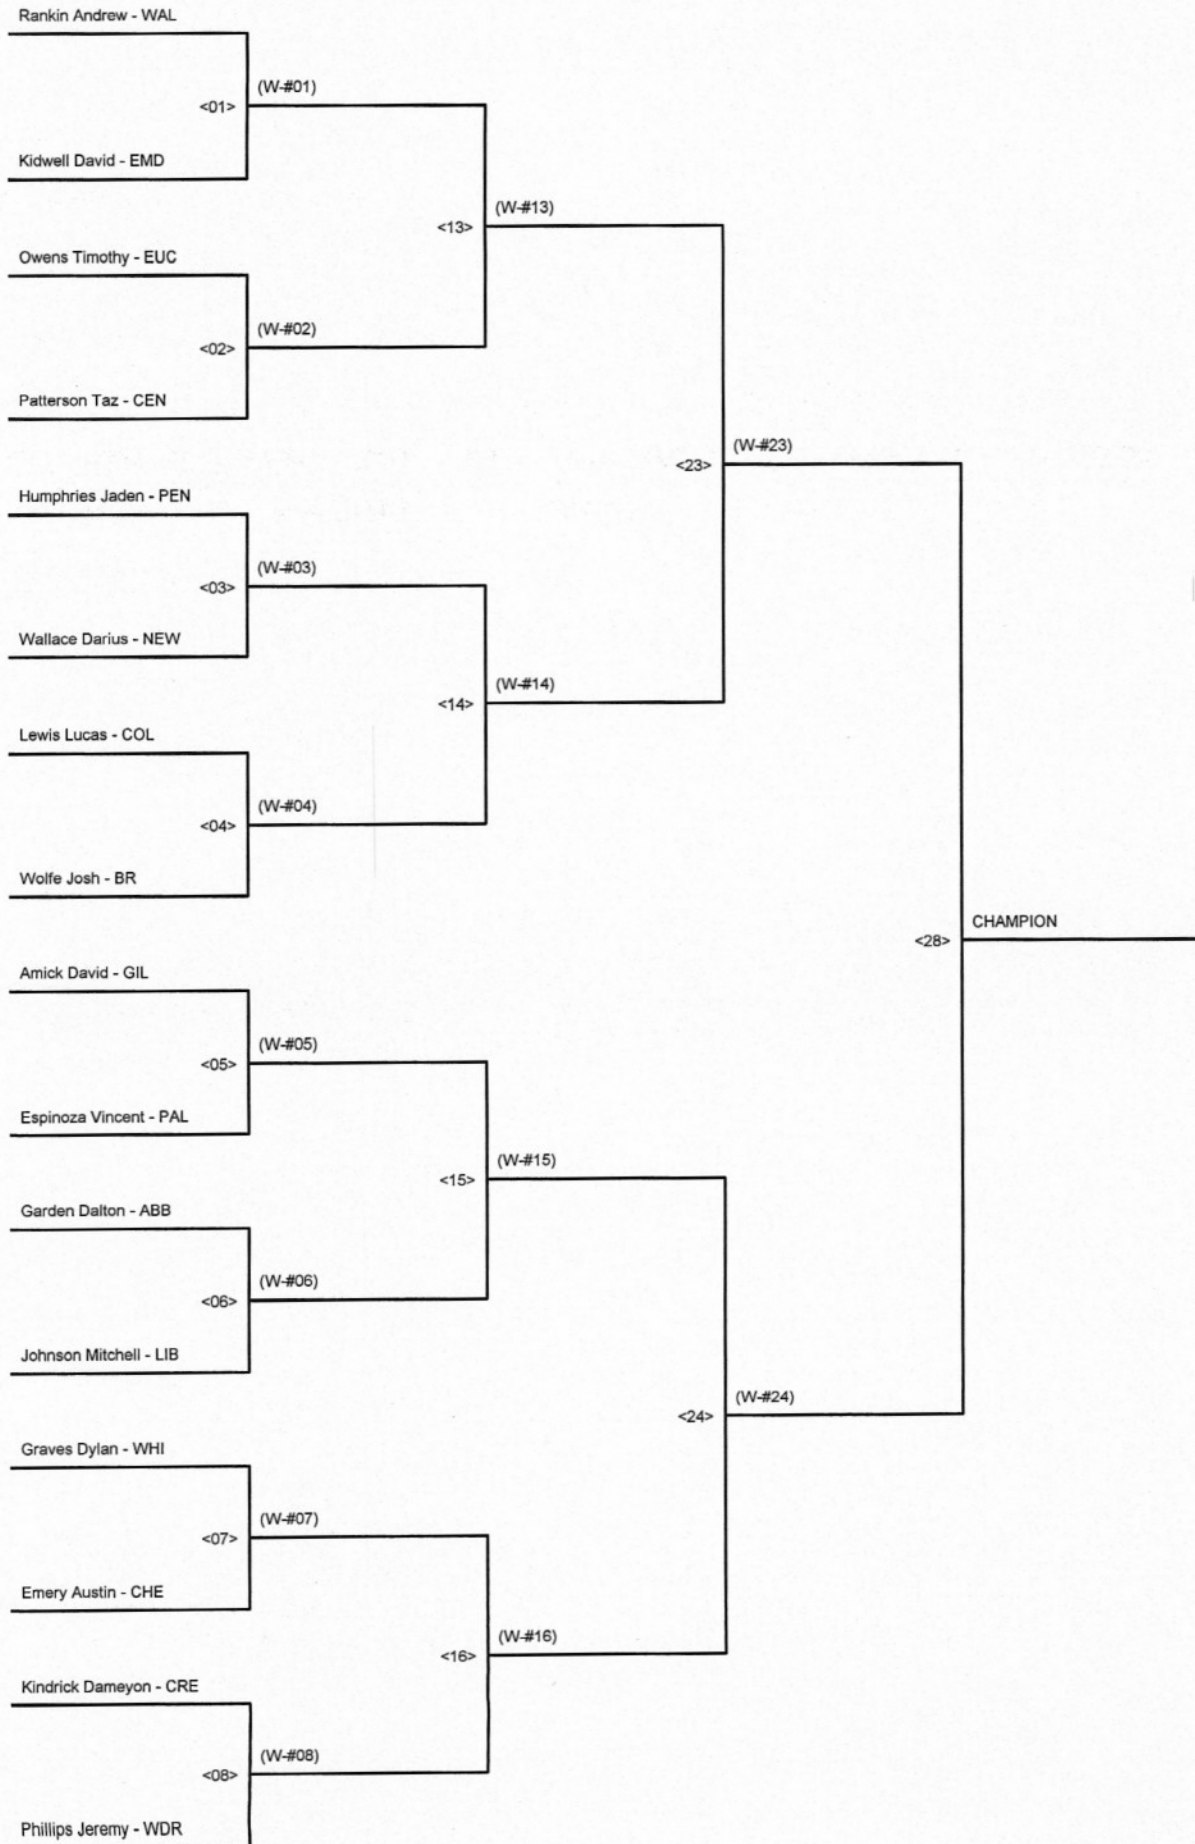 Rankin Andrew - WAL
(W-#01)
<01>
Kidwell David - EMD
(W-#13)
<13>
Owens Timothy - EUC
(W-#02)
<02>
Patterson Taz - CEN
(W-#23)
<23>
Humphries Jaden - PEN
(W-#03)
<03>
Wallace Darius - NEW
(W-#14)
<14>
Lewis Lucas - COL
(W-#04)
<04>
Wolfe Josh - BR
CHAMPION
<28>
Amick David - GIL
(W-#05)
<05>
Espinoza Vincent - PAL
(W-#15)
<15>
Garden Dalton - ABB
(W-#06)
<06>
Johnson Mitchell - LIB
(W-#24)
<24>
Graves Dylan - WHI
(W-#07)
<07>
Emery Austin - CHE
(W-#16)
<16>
Kindrick Dameyon - CRE
(W-#08)
<08>
Phillips Jeremy - WDR